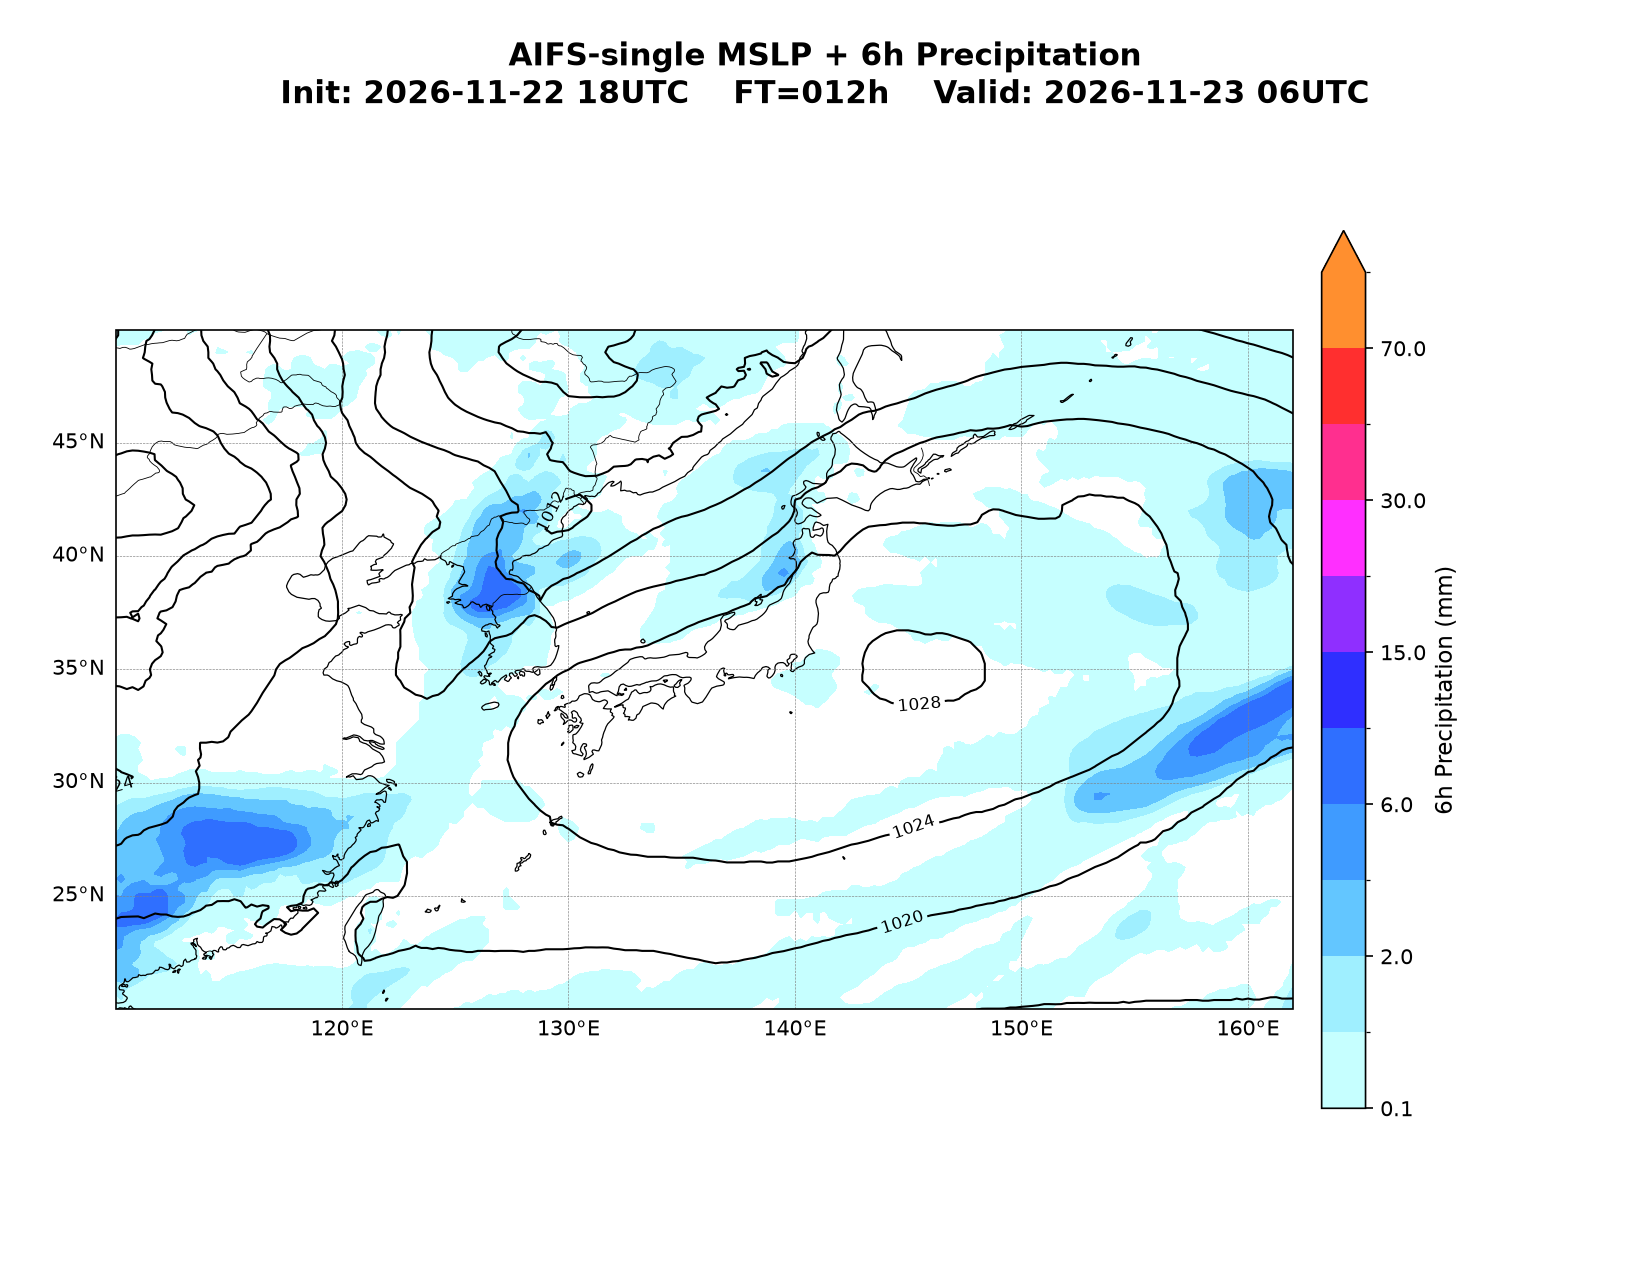 AIFS-single MSLP + 6h Precipitation
Init: 2026-11-22 18UTC    FT=012h    Valid: 2026-11-23 06UTC
70.0
30.0
15.0
6.0
2.0
0.1
6h Precipitation (mm)
45°N
40°N
35°N
30°N
25°N
1012
1028
24
1024
1020
120°E
130°E
140°E
150°E
160°E